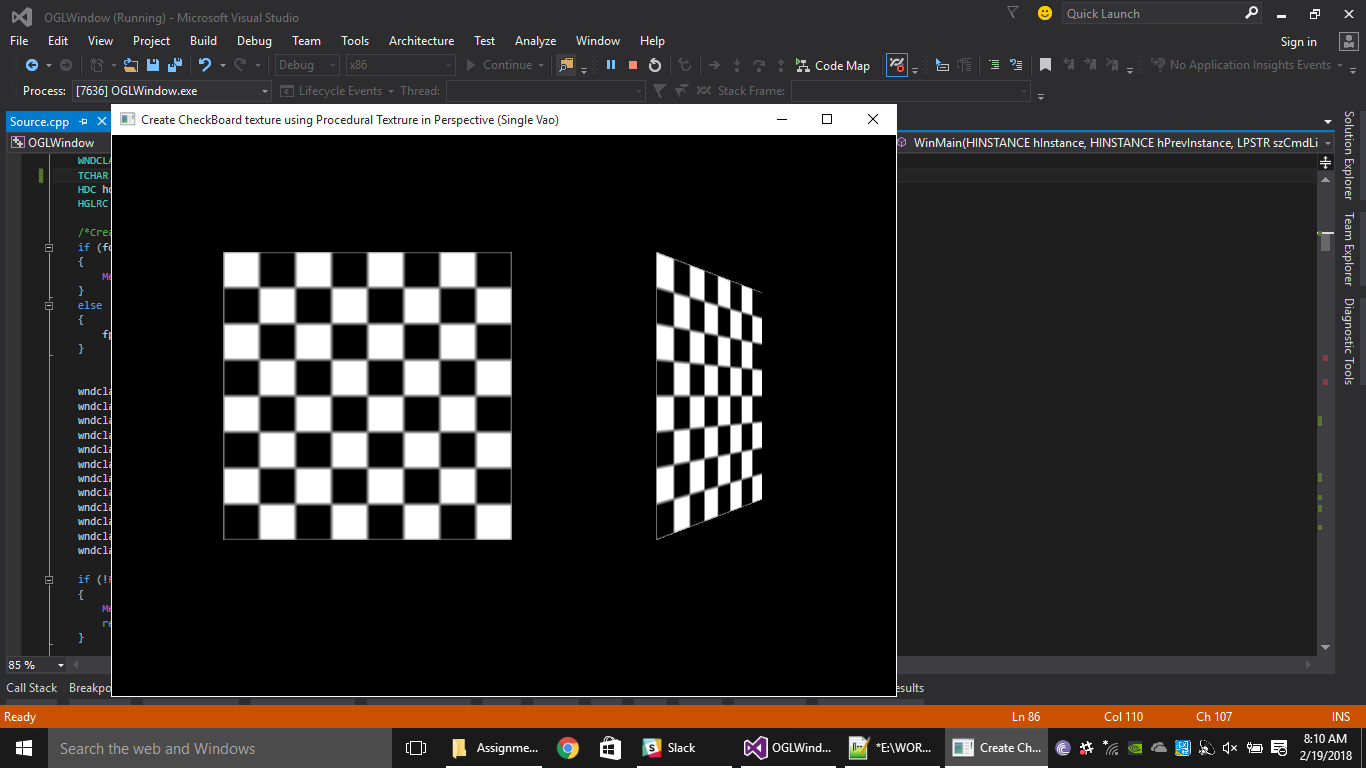 OGLWindow (Running) - Microsoft Visual Studio
Quick Launch
File Edit View Project Build Debug Team Tools Architecture Test Analyze Window Help
Sign in
Debug x86 Continue Code Map No Application Insights Events
Process: [7636] OGLWindow.exe Lifecycle Events Thread: Stack Frame:
Source.cpp
Create CheckBoard texture using Procedural Textrure in Perspective (Single Vao)
OGLWindow
WinMain(HINSTANCE hInstance, HINSTANCE hPrevInstance, LPSTR szCmdLi
WNDCLA
TCHAR
HDC hd
HGLRC
/*Crea
if (fo
{
Me
}
else
{
fp
}
wndcla
wndcla
wndcla
wndcla
wndcla
wndcla
wndcla
wndcla
wndcla
wndcla
wndcla
wndcla
if (!R
{
Me
re
}
Solution Explorer
Team Explorer
Diagnostic Tools
85 %
Call Stack Breakpo
esults
Ready Ln 86 Col 110 Ch 107 INS
Search the web and Windows
Assignme...
Slack
OGLWind...
*E:\WOR...
Create Ch...
8:10 AM
2/19/2018